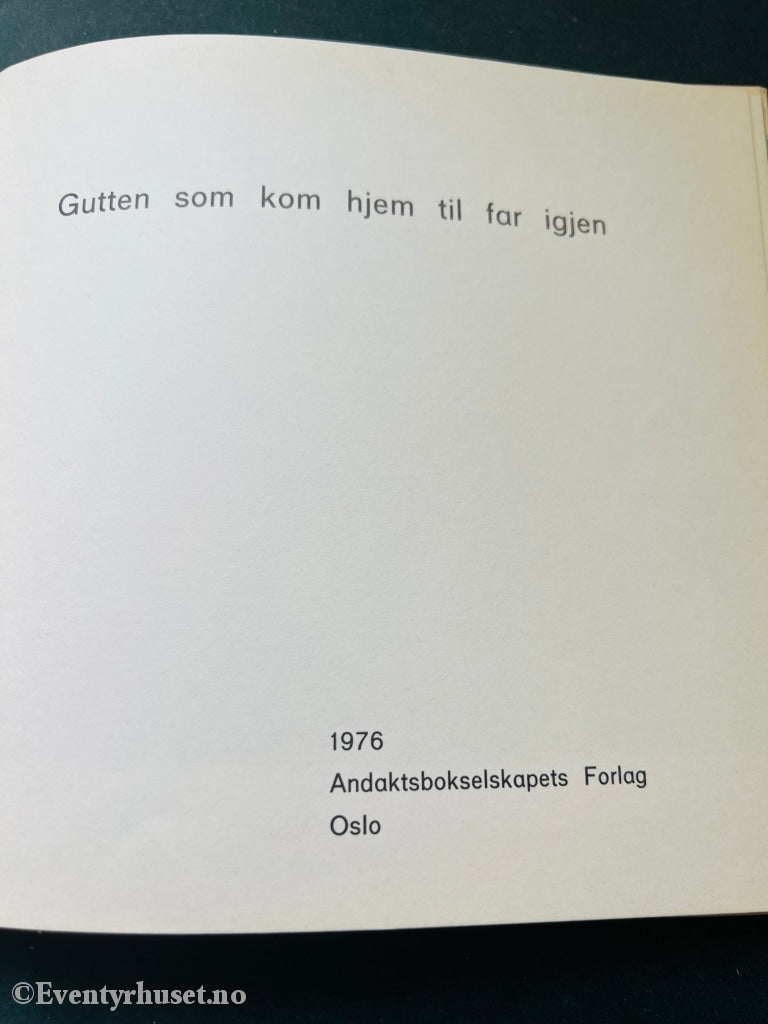 Gutten som kom hjem til far igjen
1976
Andaktsbokselskapets Forlag
Oslo
©Eventyrhuset.no